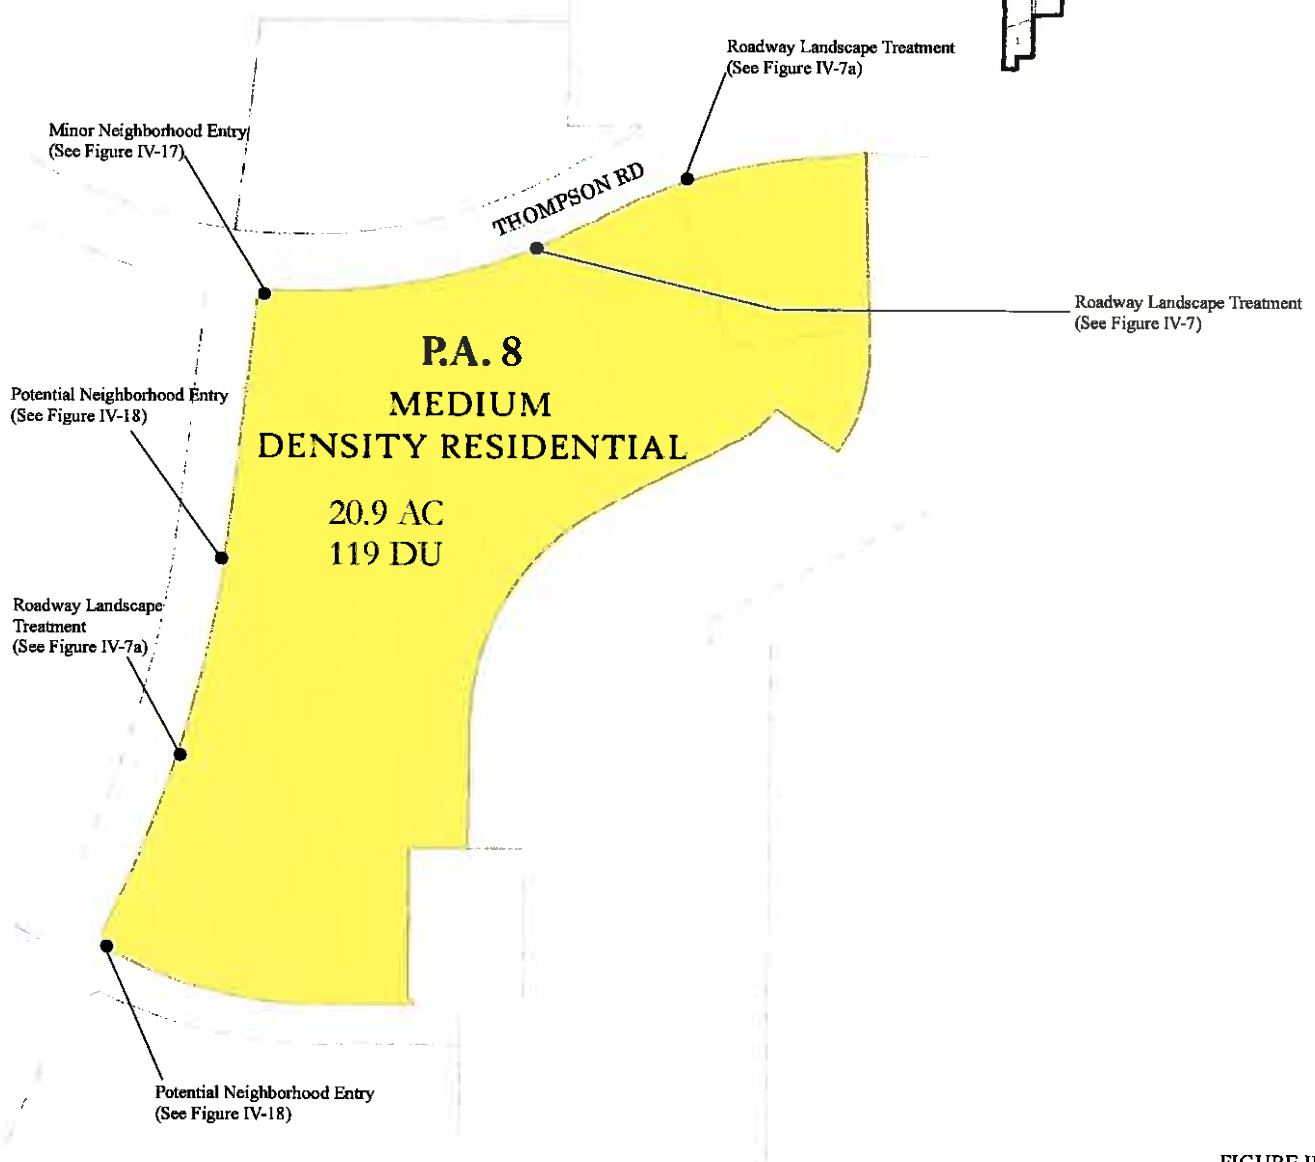 1
Roadway Landscape Treatment
(See Figure IV-7a)
Minor Neighborhood Entry
(See Figure IV-17)
THOMPSON RD
Roadway Landscape Treatment
(See Figure IV-7)
P.A. 8
MEDIUM
DENSITY RESIDENTIAL
20.9 AC
119 DU
Potential Neighborhood Entry
(See Figure IV-18)
Roadway Landscape
Treatment
(See Figure IV-7a)
Potential Neighborhood Entry
(See Figure IV-18)
FIGURE